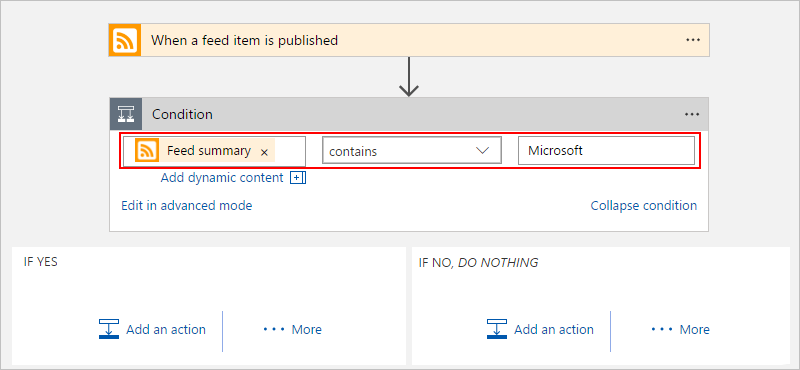 When a feed item is published
Condition
Feed summary × contains Microsoft
Add dynamic content
Edit in advanced mode Collapse condition
IF YES IF NO, DO NOTHING
Add an action More Add an action More